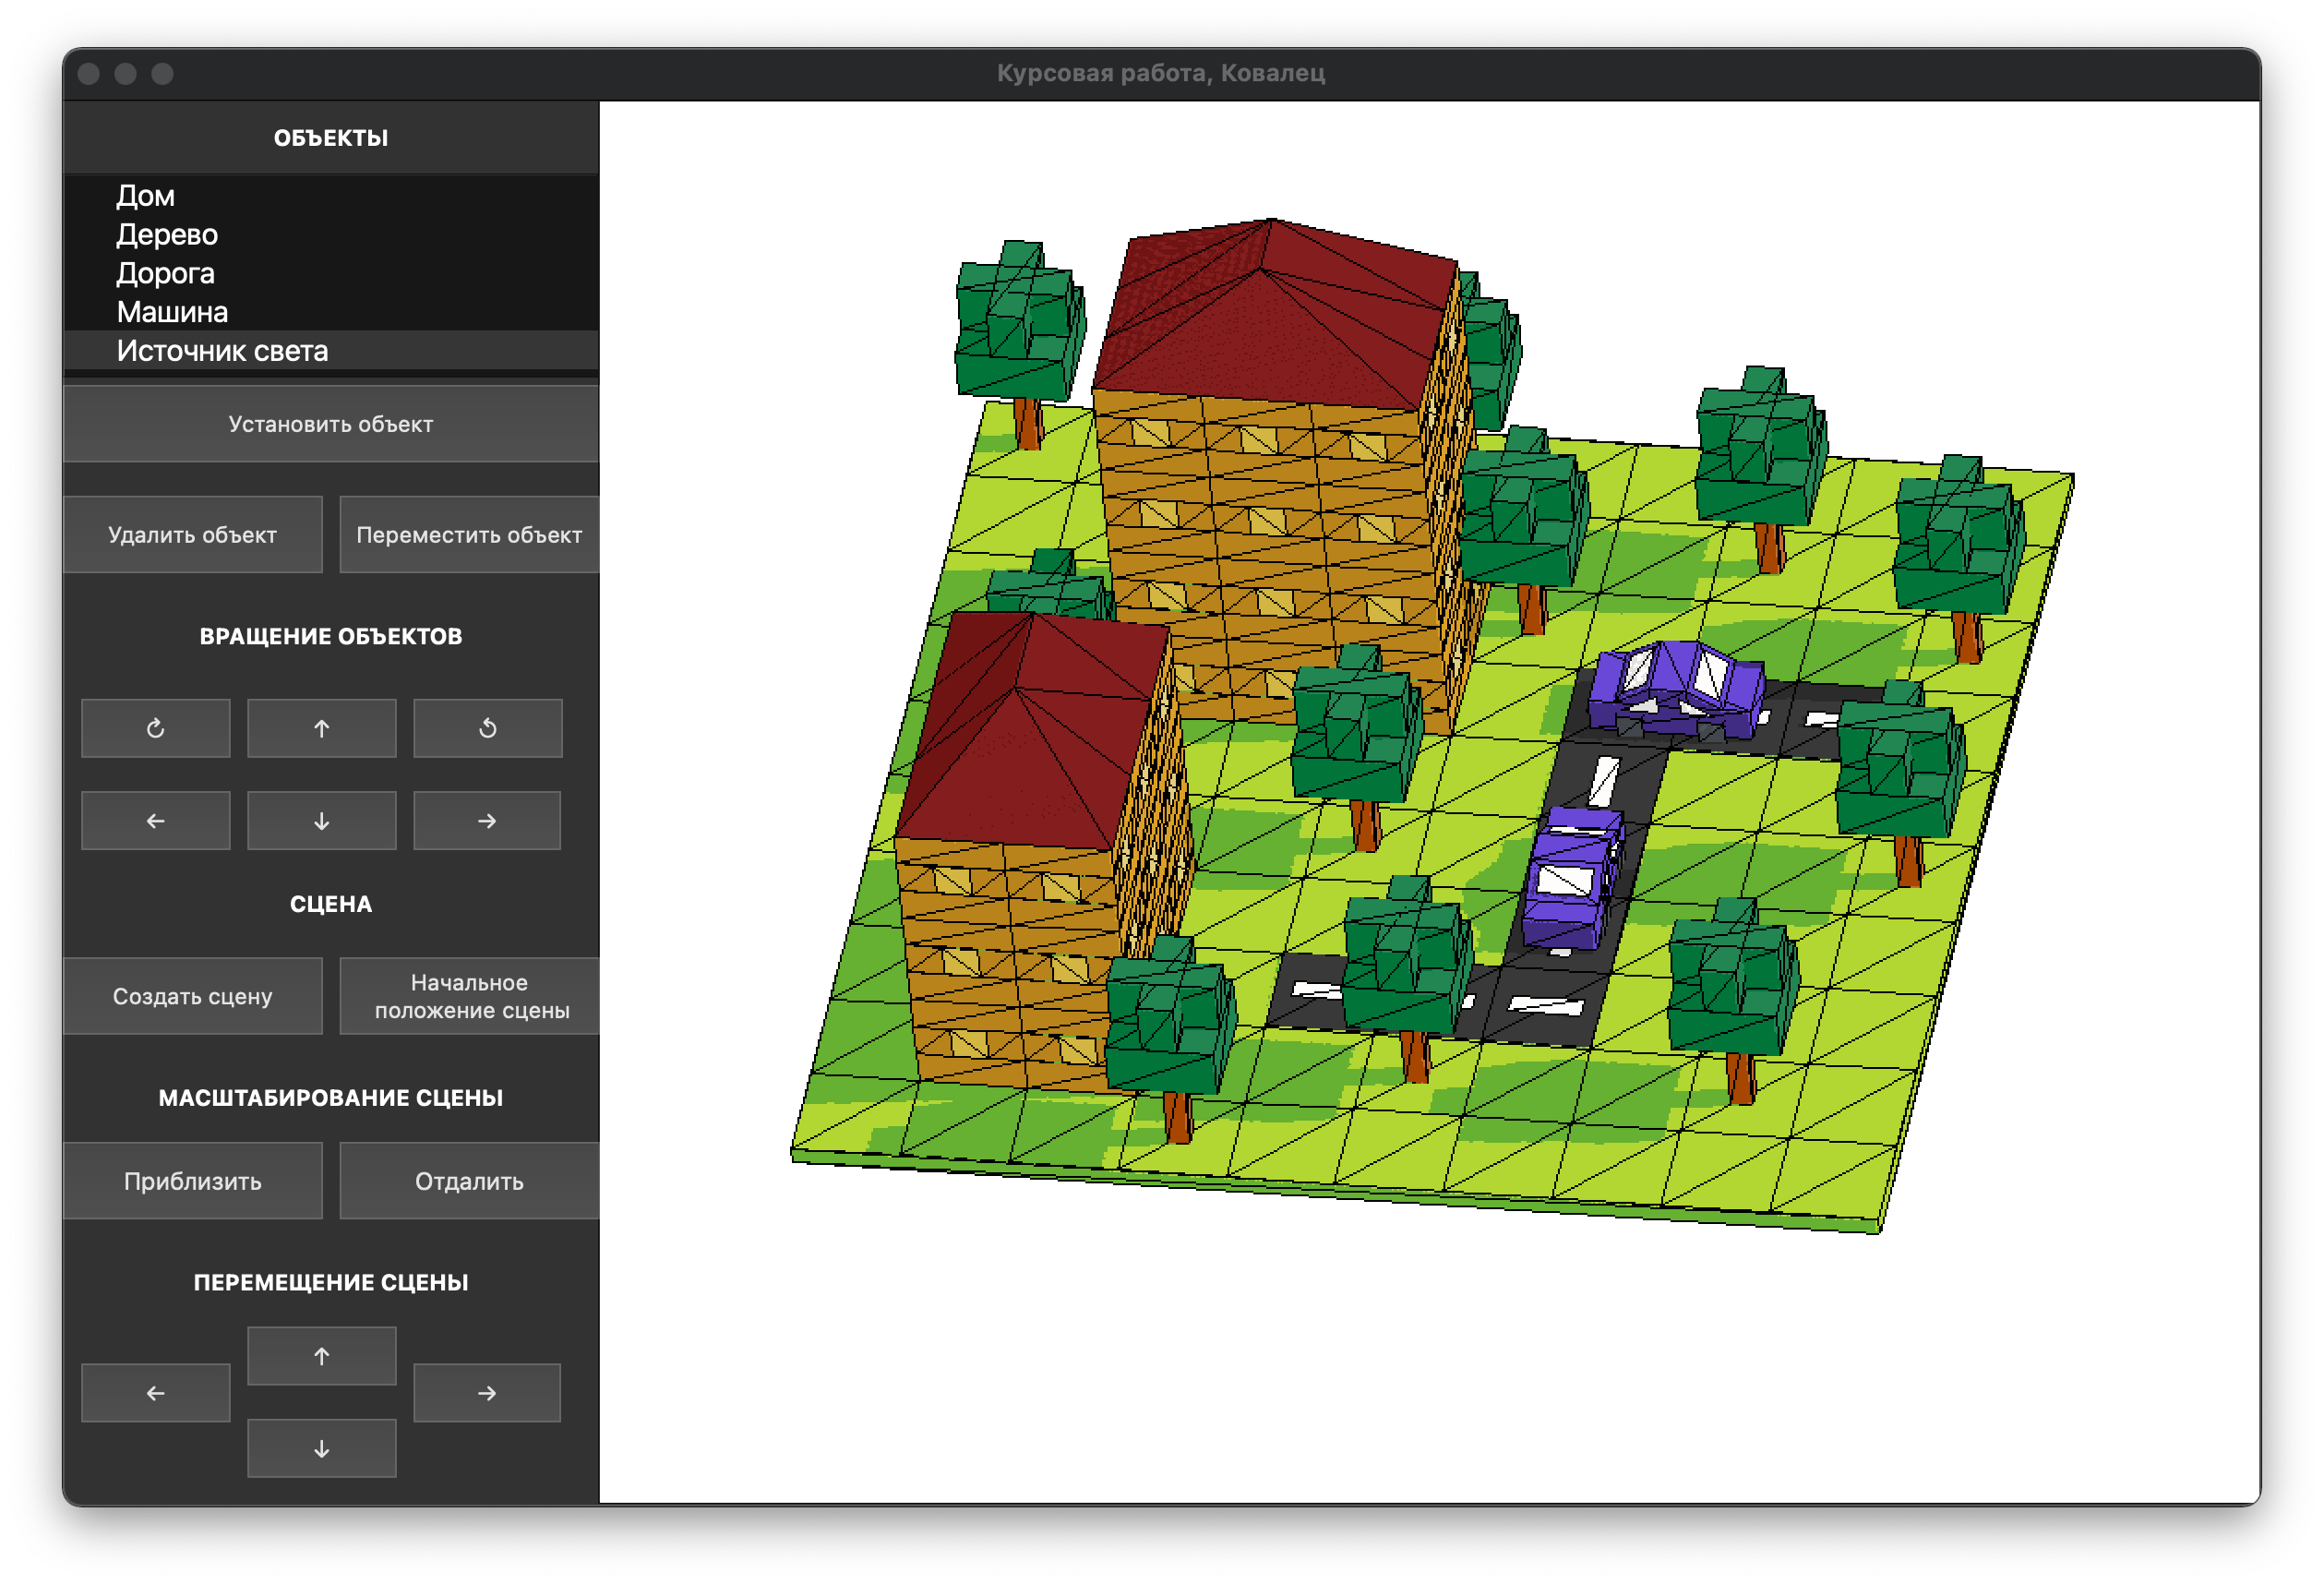 Курсовая работа, Ковалец
ОБЪЕКТЫ
Дом
Дерево
Дорога
Машина
Источник света
Установить объект
Удалить объект
Переместить объект
ВРАЩЕНИЕ ОБЪЕКТОВ
СЦЕНА
Создать сцену
Начальное
положение сцены
МАСШТАБИРОВАНИЕ СЦЕНЫ
Приблизить
Отдалить
ПЕРЕМЕЩЕНИЕ СЦЕНЫ